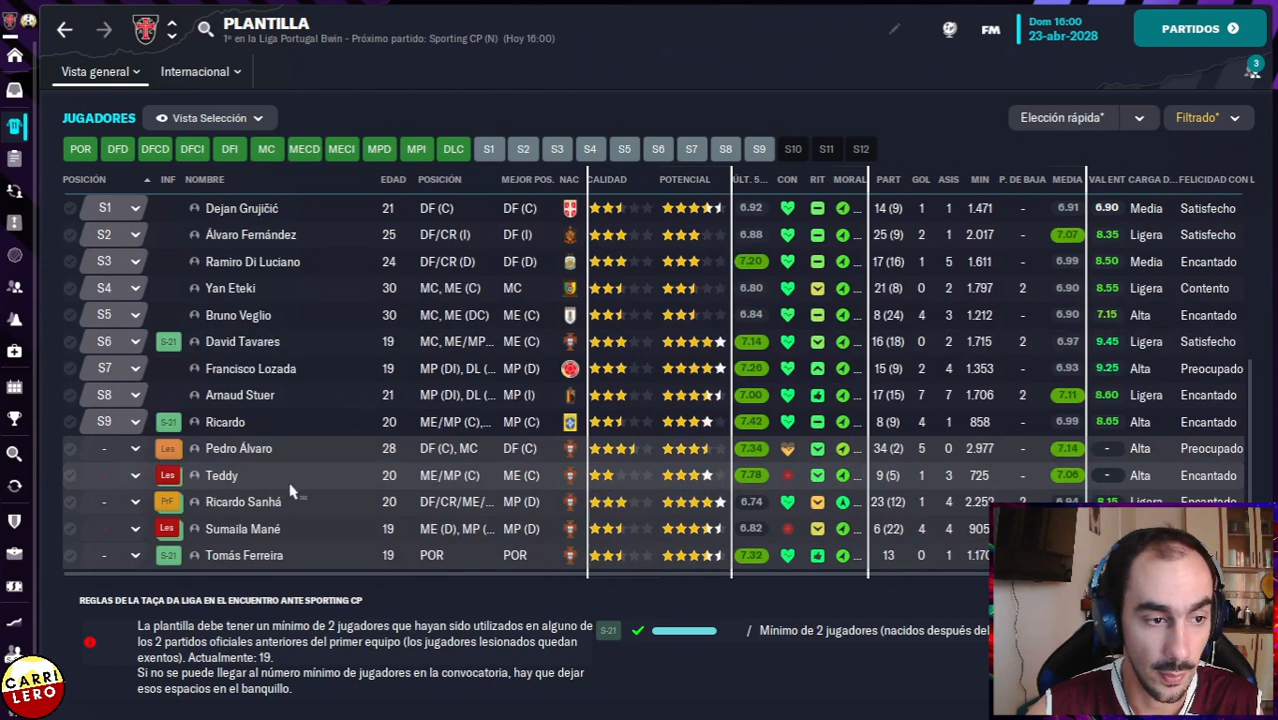 PLANTILLA
1º en la Liga Portugal Bwin - Próximo partido: Sporting CP (N) (Hoy 16:00)
FM
Dom 16:00
23-abr-2028
PARTIDOS
Vista general
Internacional
3
JUGADORES
Vista Selección
Elección rápida*
Filtrado*
POR DFD DFCD DFCI DFI MC MECD MECI MPD MPI DLC S1 S2 S3 S4 S5 S6 S7 S8 S9 S10 S11 S12
POSICIÓN INF NOMBRE EDAD POSICIÓN MEJOR POS. NAC CALIDAD POTENCIAL ÚLT. 5... CON RIT MORAL PART GOL ASIS MIN P. DE BAJA MEDIA VAL ENT CARGA D... FELICIDAD CON L
S1 Dejan Grujičić 21 DF (C) DF (C) 6.92 ... 14 (9) 1 1 1.471 - 6.91 6.90 Media Satisfecho
S2 Álvaro Fernández 25 DF/CR (I) DF (I) 6.88 ... 25 (9) 2 1 2.017 - 7.07 8.35 Ligera Satisfecho
S3 Ramiro Di Luciano 24 DF/CR (D) DF (D) 7.20 ... 17 (16) 1 5 1.611 - 6.99 8.50 Media Encantado
S4 Yan Eteki 30 MC, ME (C) MC 6.80 ... 21 (8) 0 2 1.797 2 6.90 8.55 Ligera Contento
S5 Bruno Veglio 30 MC, ME (DC) ME (C) 6.84 ... 8 (24) 4 3 1.212 - 6.90 7.15 Alta Encantado
S6 S-21 David Tavares 19 MC, ME/MP... ME (C) 7.14 ... 16 (18) 0 2 1.715 2 6.97 9.45 Ligera Satisfecho
S7 Francisco Lozada 19 MP (DI), DL (... MP (D) 7.26 ... 15 (9) 2 4 1.353 - 6.93 9.25 Alta Preocupado
S8 Arnaud Stuer 21 MP (DI), DL (... MP (I) 7.00 ... 17 (15) 7 7 1.706 2 7.11 8.60 Ligera Encantado
S9 S-21 Ricardo 20 ME/MP (C),... ME (C) 7.42 ... 8 (9) 4 1 858 - 6.99 8.65 Alta Encantado
- Les Pedro Álvaro 28 DF (C), MC DF (C) 7.34 ... 34 (2) 5 0 2.977 - 7.14 - Alta Preocupado
- Les Teddy 20 ME/MP (C) ME (C) 7.78 ... 9 (5) 1 3 725 - 7.06 - Alta Encantado
- PrF Ricardo Sanhá 20 DF/CR/ME/... MP (D) 6.74 ... 23 (12) 1 4 2.252 2 6.94 8.15 Ligera Encantado
- Les Sumaila Mané 19 ME (D), MP (... MP (D) 6.82 ... 6 (22) 4 4
- S-21 Tomás Ferreira 19 POR POR 7.32 ... 13 0 1 1.170
REGLAS DE LA TAÇA DA LIGA EN EL ENCUENTRO ANTE SPORTING CP
La plantilla debe tener un mínimo de 2 jugadores que hayan sido utilizados en alguno de
los 2 partidos oficiales anteriores del primer equipo (los jugadores lesionados quedan
exentos). Actualmente: 19.
Si no se puede llegar al número mínimo de jugadores en la convocatoria, hay que dejar
esos espacios en el banquillo.
S-21 / Mínimo de 2 jugadores (nacidos después del
CARRI
LERO